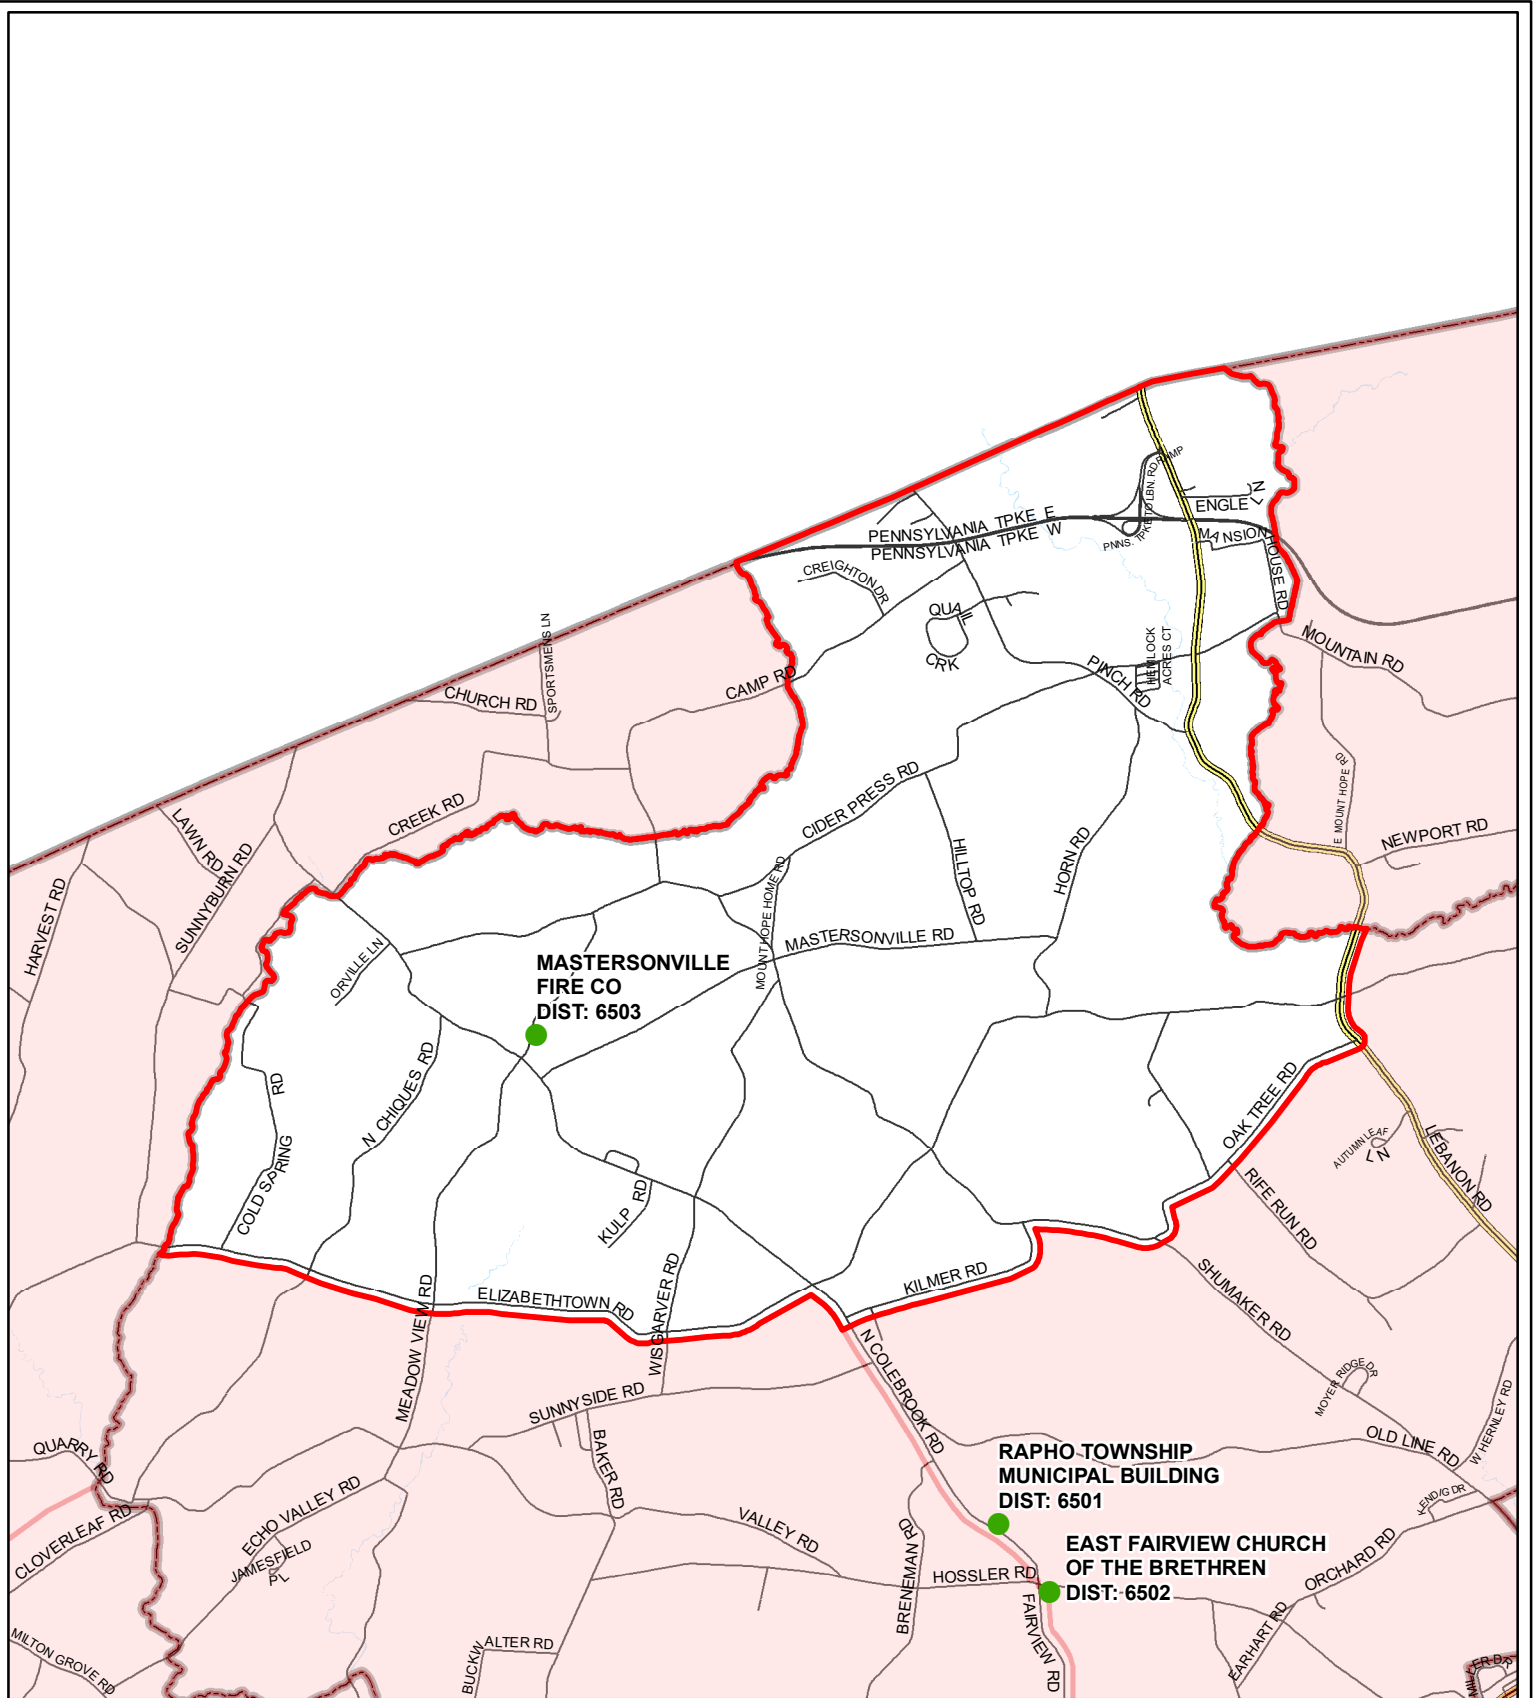 PNNS. TPKE TO LBN. RD RAMP
ENGLE LN
PENNSYLVANIA TPKE E
PENNSYLVANIA TPKE W
MANSION HOUSE RD
CREIGHTON DR
QUAIL
CRK
SPORTSMENS LN
HEMLOCK
ACRES CT
MOUNTAIN RD
PINCH RD
CAMP RD
CHURCH RD
CIDER PRESS RD
E MOUNT HOPE RD
CREEK RD
LAWN RD
NEWPORT RD
SUNNYBURN RD
HILLTOP RD
HORN RD
MOUNT HOPE HOME RD
HARVEST RD
MASTERSONVILLE RD
ORVILLE LN
MASTERSONVILLE
FIRE CO
DIST: 6503
N CHIQUES RD
COLD SPRING RD
OAK TREE RD
AUTUMN LEAF
LN
LEBANON RD
RIFE RUN RD
KULP RD
KILMER RD
SHUMAKER RD
ELIZABETHTOWN RD
WISGARVER RD
MEADOW VIEW RD
N COLEBROOK RD
SUNNYSIDE RD
MOYER RIDGE DR
W HERNLEY RD
OLD LINE RD
QUARRY RD
BAKER RD
RAPHO TOWNSHIP
MUNICIPAL BUILDING
DIST: 6501
ECHO VALLEY RD
CLOVERLEAF RD
VALLEY RD
BRENEMAN RD
EAST FAIRVIEW CHURCH
OF THE BRETHREN
DIST: 6502
ORCHARD RD
JAMESFIELD
PL
HOSSLER RD
FAIRVIEW RD
EARHART RD
MILTON GROVE RD
BUCKW
ALTER RD